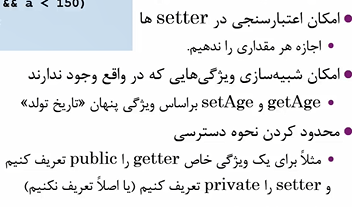 && a < 150)
• امکان اعتبارسنجی در setter ها
• اجازه هر مقداری را ندهیم.
• امکان شبیه‌سازی ویژگی‌هایی که در واقع وجود ندارند
• getAge و setAge براساس ویژگی پنهان «تاریخ تولد»
• محدود کردن نحوه دسترسی
• مثلاً برای یک ویژگی خاص getter را public تعریف کنیم
و setter را private تعریف کنیم (یا اصلاً تعریف نکنیم)